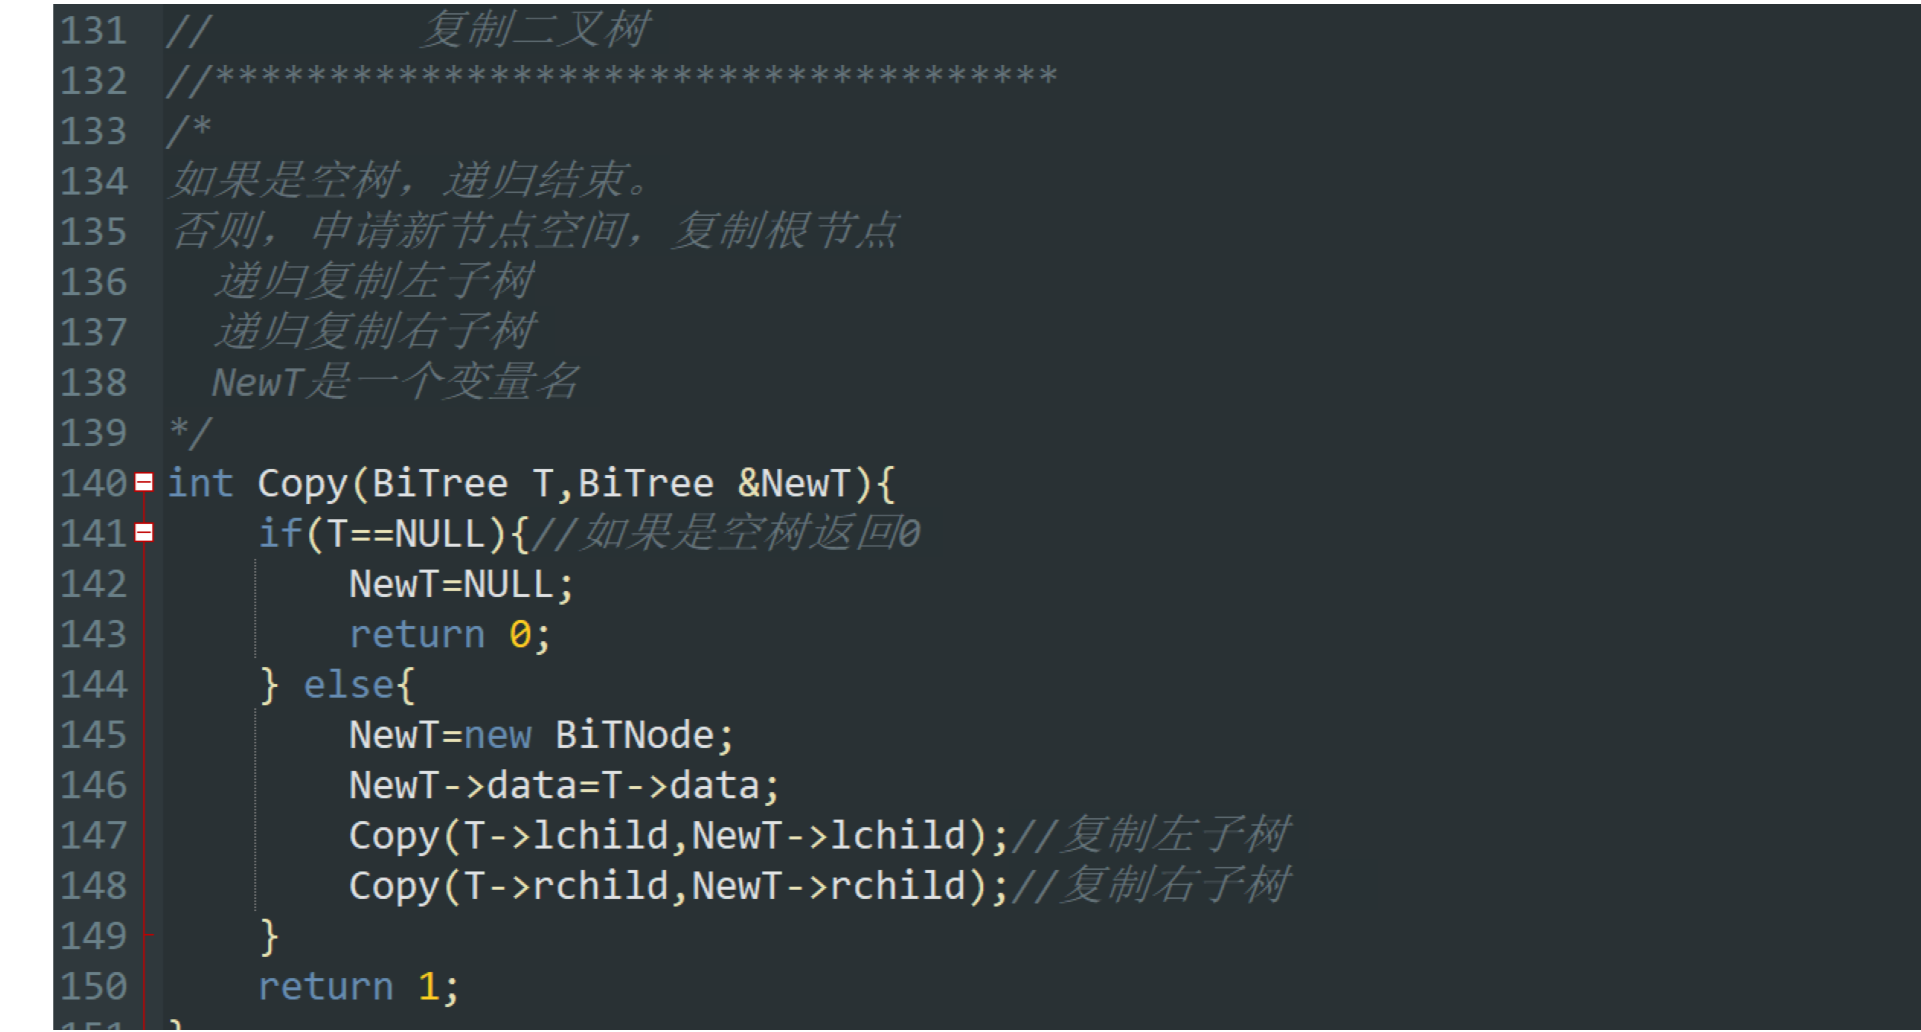 131 // 复制二叉树
132 //*************************************
133 /*
134 如果是空树，递归结束。
135 否则，申请新节点空间，复制根节点
136 递归复制左子树
137 递归复制右子树
138 NewT是一个变量名
139 */
140 int Copy(BiTree T,BiTree &NewT){
141 if(T==NULL){//如果是空树返回0
142 NewT=NULL;
143 return 0;
144 } else{
145 NewT=new BiTNode;
146 NewT->data=T->data;
147 Copy(T->lchild,NewT->lchild);//复制左子树
148 Copy(T->rchild,NewT->rchild);//复制右子树
149 }
150 return 1;
151 }